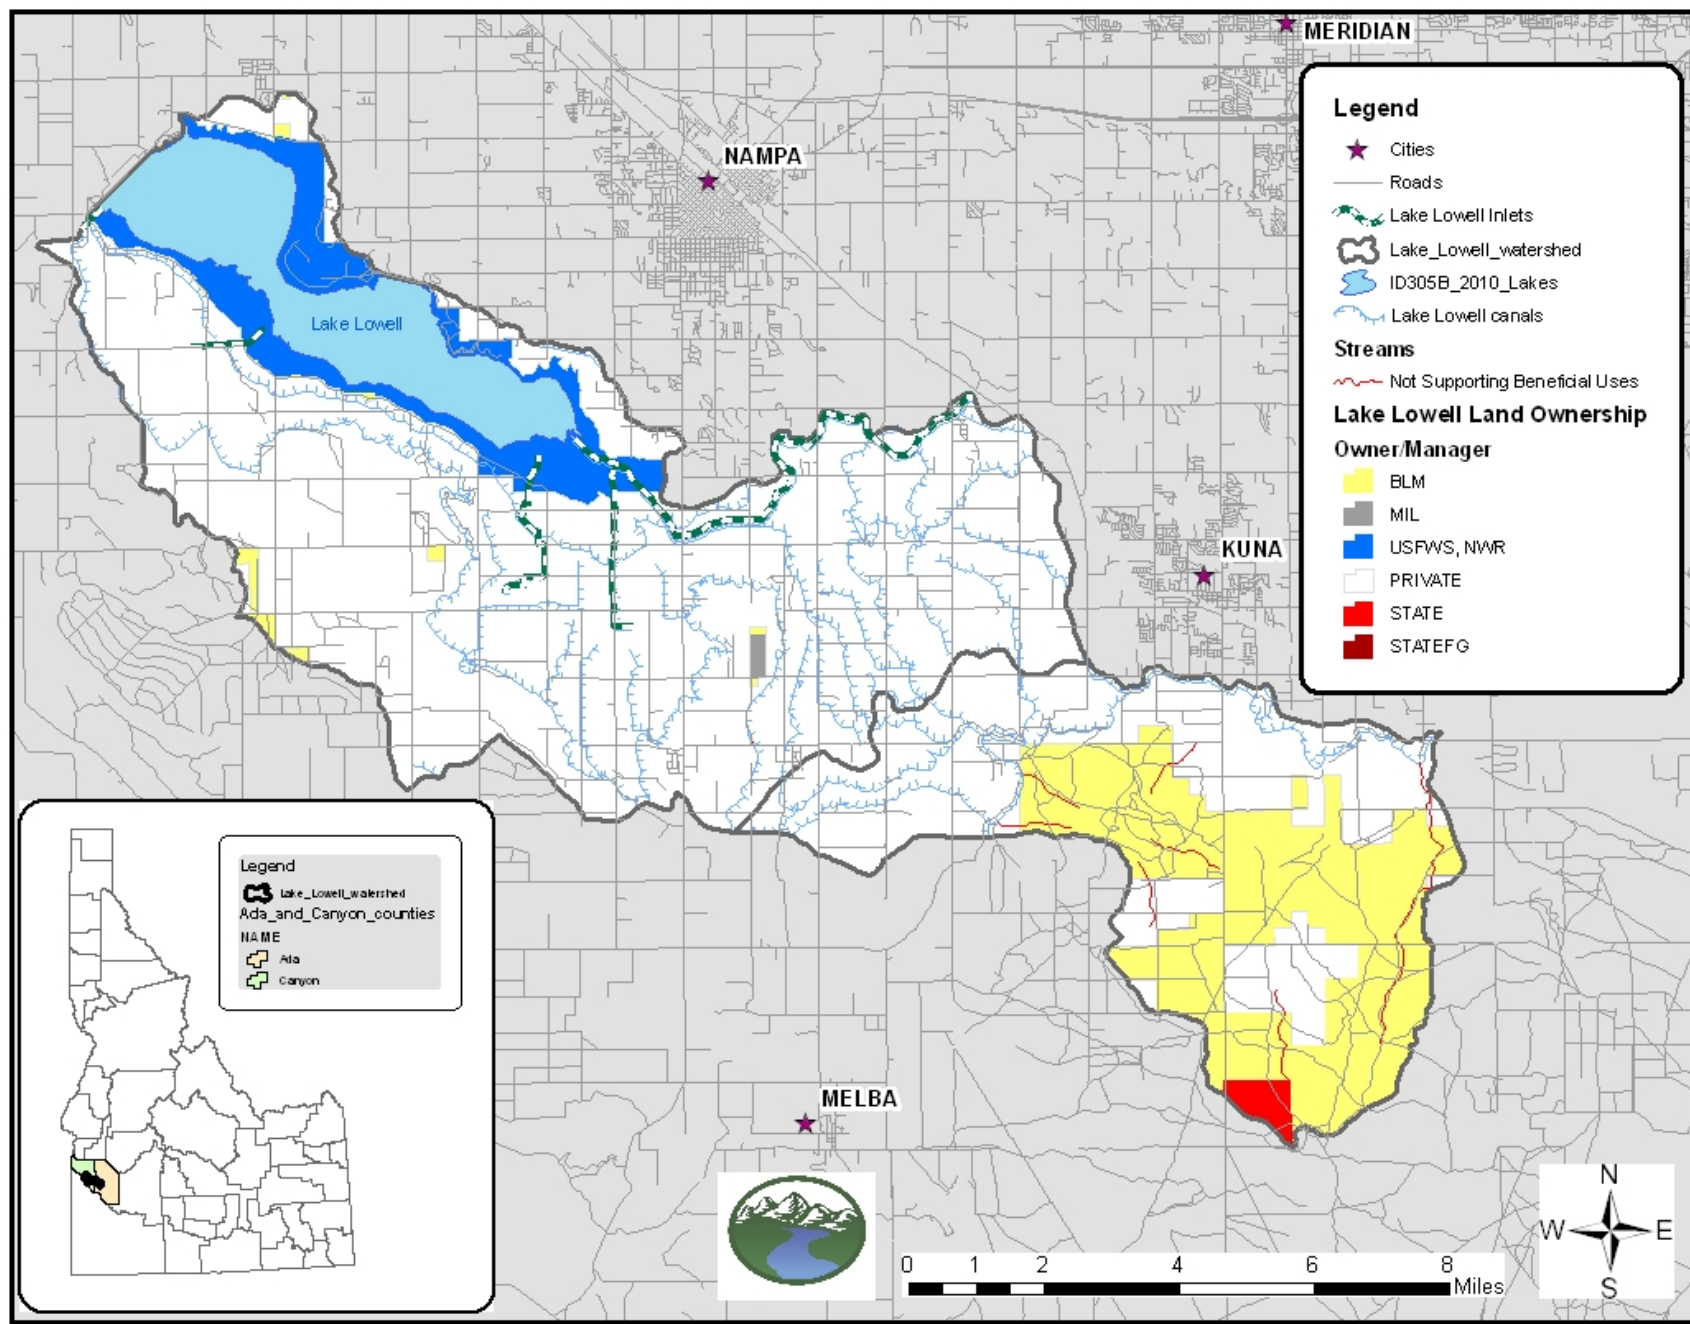 MERIDIAN
NAMPA
Lake Lowell
KUNA
MELBA
Legend
Cities
Roads
Lake Lowell Inlets
Lake_Lowell_watershed
ID305B_2010_Lakes
Lake Lowell canals
Streams
Not Supporting Beneficial Uses
Lake Lowell Land Ownership
Owner/Manager
BLM
MIL
USFWS, NWR
PRIVATE
STATE
STATEFG
Legend
Lake_Lowell_watershed
Ada_and_Canyon_counties
NAME
Ada
Canyon
0 1 2 4 6 8
Miles
N
W E
S